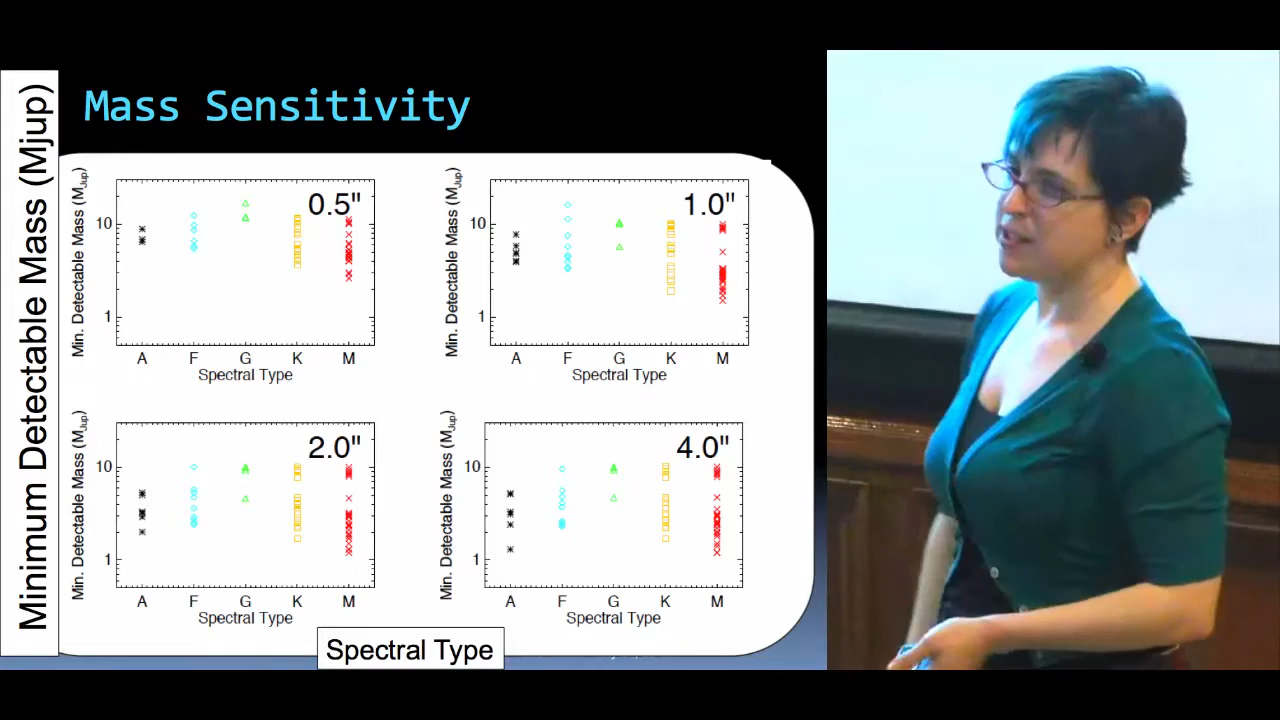 Mass Sensitivity
Minimum Detectable Mass (Mjup)
Min. Detectable Mass (MJup)
10
1
0.5"
A F G K M
Spectral Type
Min. Detectable Mass (MJup)
10
1
1.0"
A F G K M
Spectral Type
Min. Detectable Mass (MJup)
10
1
2.0"
A F G K M
Spectral Type
Min. Detectable Mass (MJup)
10
1
4.0"
A F G K M
Spectral Type
Spectral Type